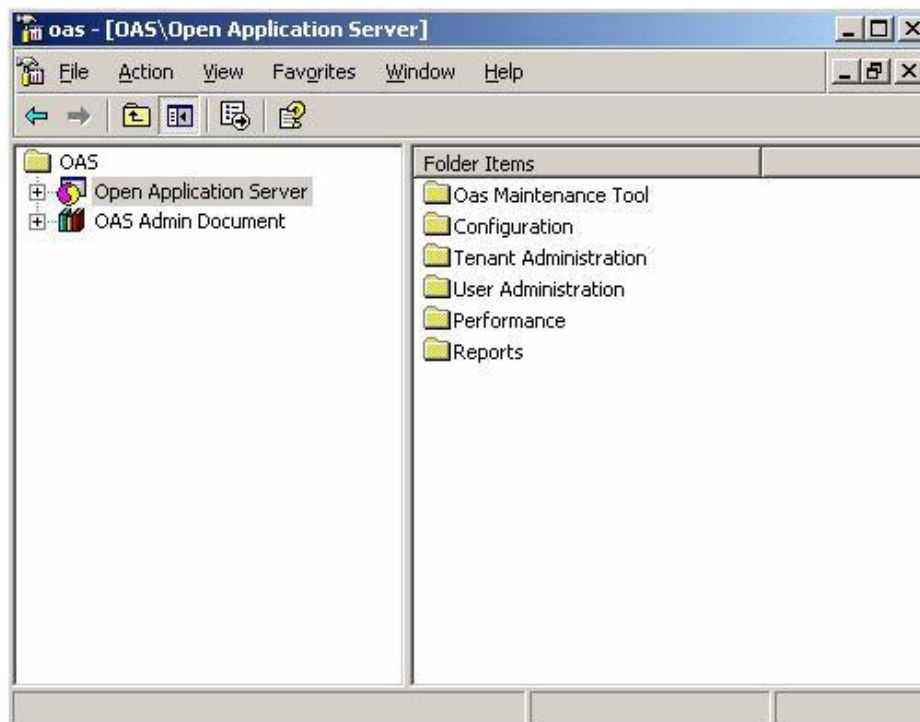 oas - [OAS\Open Application Server]
File Action View Favorites Window Help
OAS
Open Application Server
OAS Admin Document
Folder Items
Oas Maintenance Tool
Configuration
Tenant Administration
User Administration
Performance
Reports